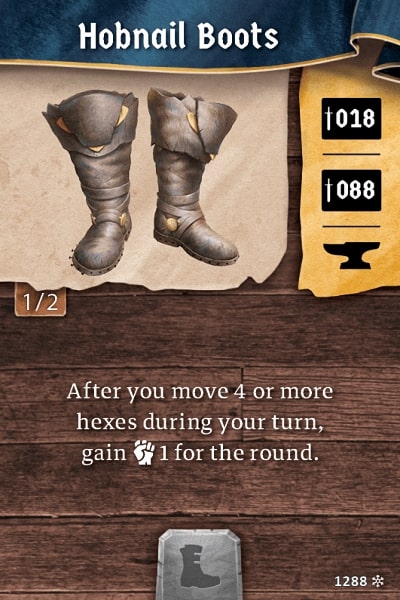 Hobnail Boots
018
088
1/2
After you move 4 or more
hexes during your turn,
gain 1 for the round.
1288